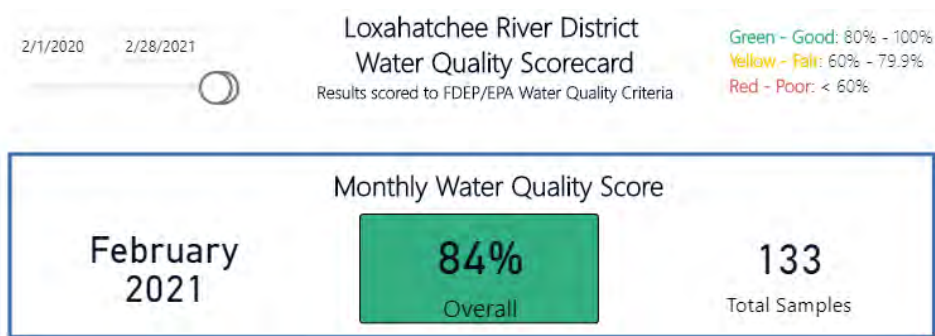 2/1/2020 2/28/2021
Loxahatchee River District
Water Quality Scorecard
Results scored to FDEP/EPA Water Quality Criteria
Green - Good: 80% - 100%
Yellow - Fair: 60% - 79.9%
Red - Poor: < 60%
Monthly Water Quality Score
February
2021
84%
Overall
133
Total Samples